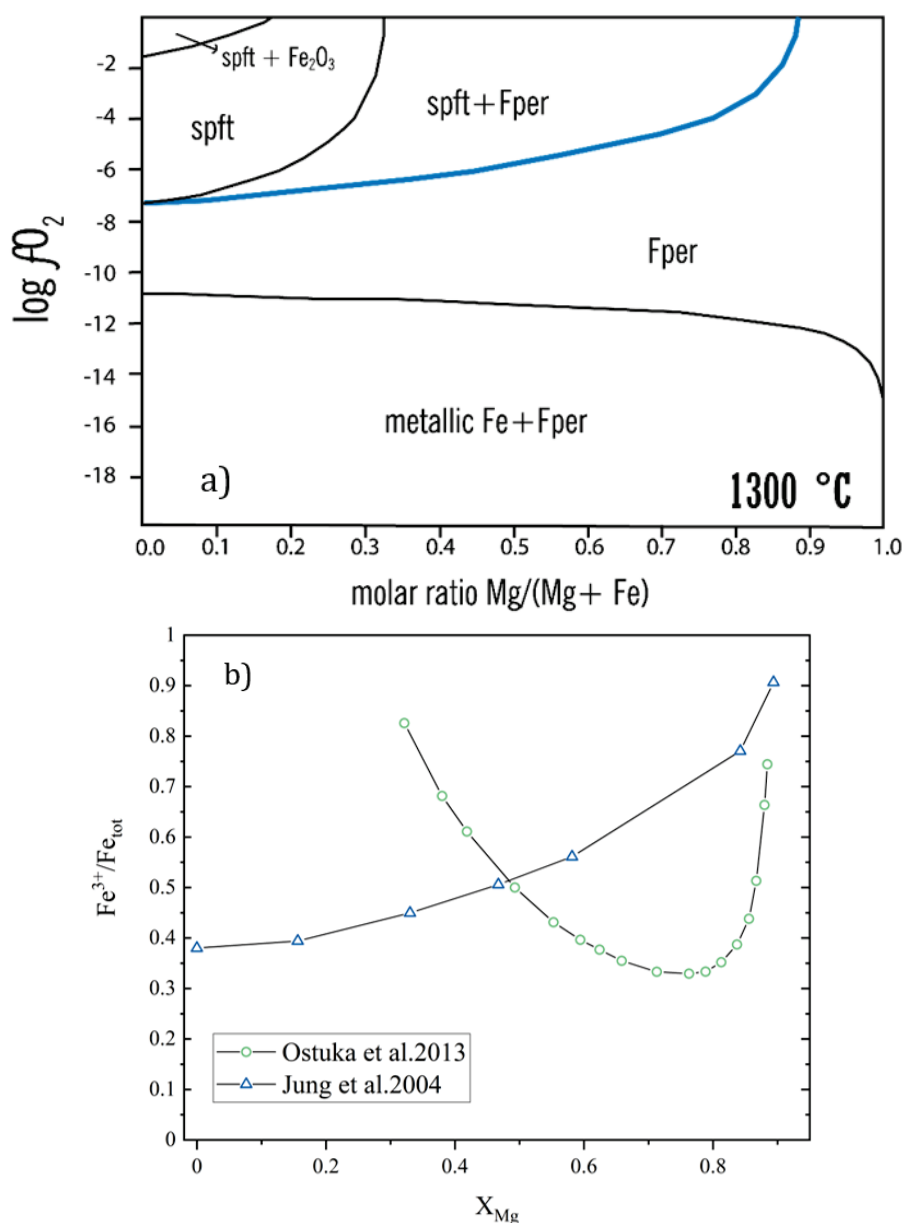 spft + Fe₂O₃
spft
spft+Fper
Fper
metallic Fe+Fper
a)
1300 °C
log fO₂
-2
-4
-6
-8
-10
-12
-14
-16
-18
0.0 0.1 0.2 0.3 0.4 0.5 0.6 0.7 0.8 0.9 1.0
molar ratio Mg/(Mg+ Fe)
b)
Fe³⁺/Fe_tot
1
0.9
0.8
0.7
0.6
0.5
0.4
0.3
0.2
0.1
0
Ostuka et al.2013
Jung et al.2004
0 0.2 0.4 0.6 0.8
X_Mg